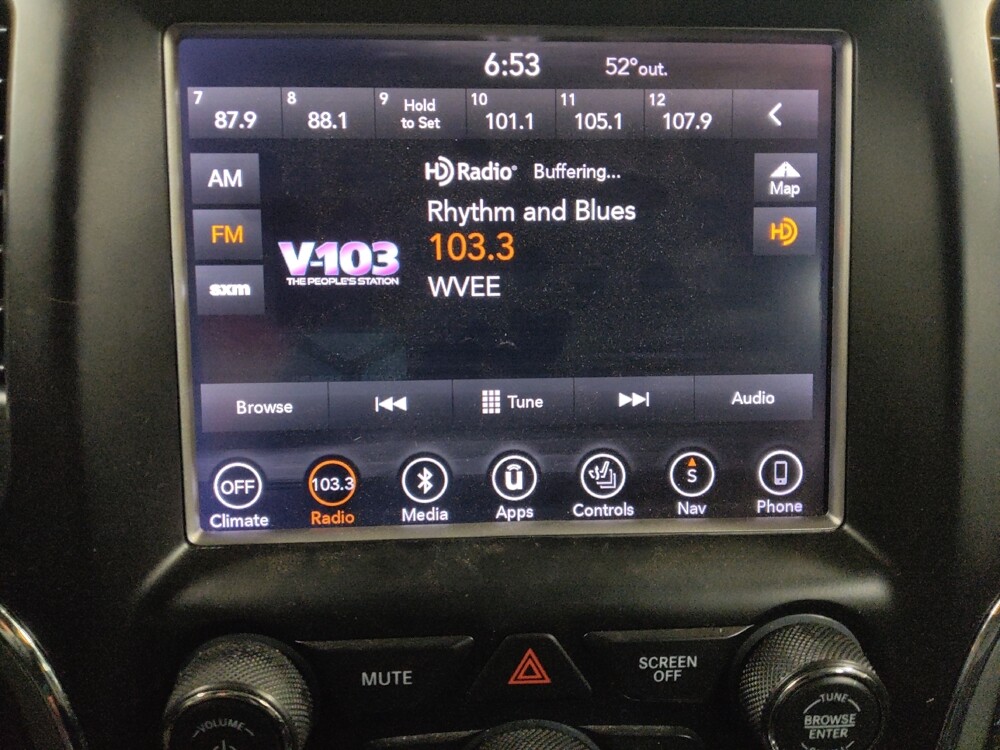 6:53 52°out.
7 8 9 Hold 10 11 12
87.9 88.1 to Set 101.1 105.1 107.9
AM HD Radio® Buffering... Map
Rhythm and Blues
FM V-103 103.3 HD
THE PEOPLE'S STATION
sxm WVEE
Browse Tune Audio
OFF 103.3 ū S
Climate Radio Media Apps Controls Nav Phone
MUTE SCREEN
OFF
VOLUME TUNE
BROWSE
ENTER